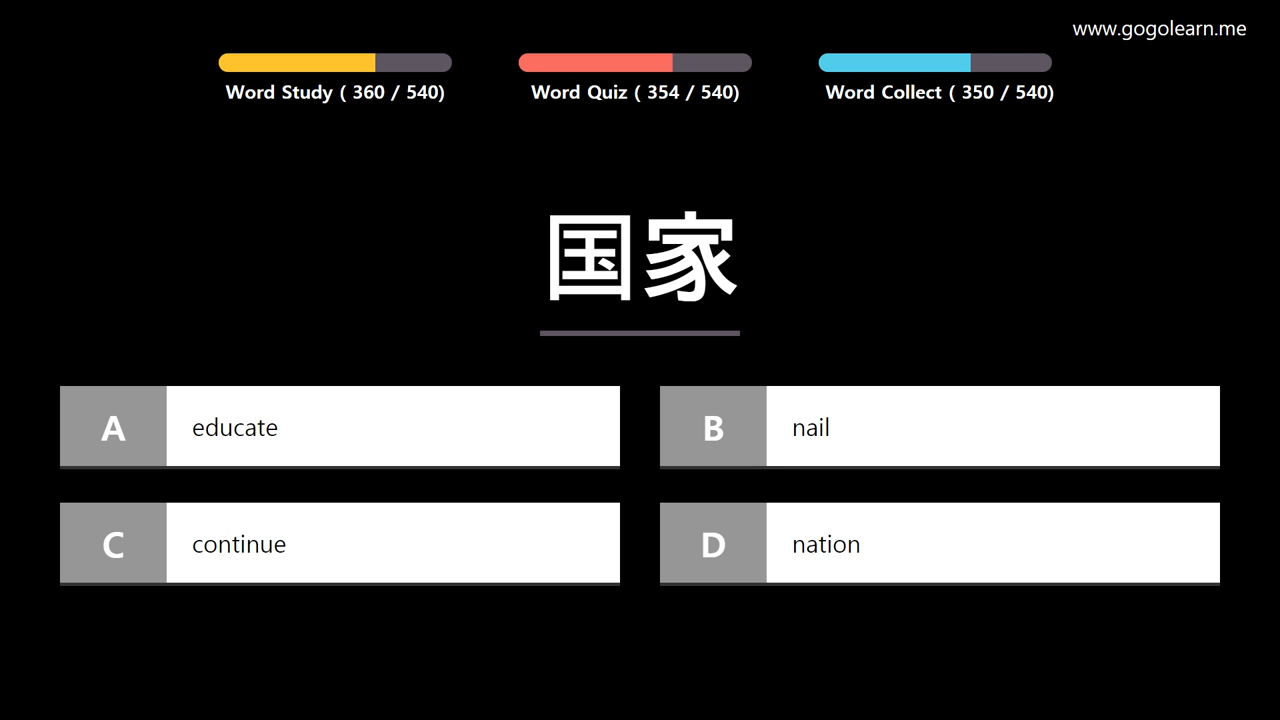 www.gogolearn.me
Word Study ( 360 / 540)
Word Quiz ( 354 / 540)
Word Collect ( 350 / 540)
国家
A educate
B nail
C continue
D nation